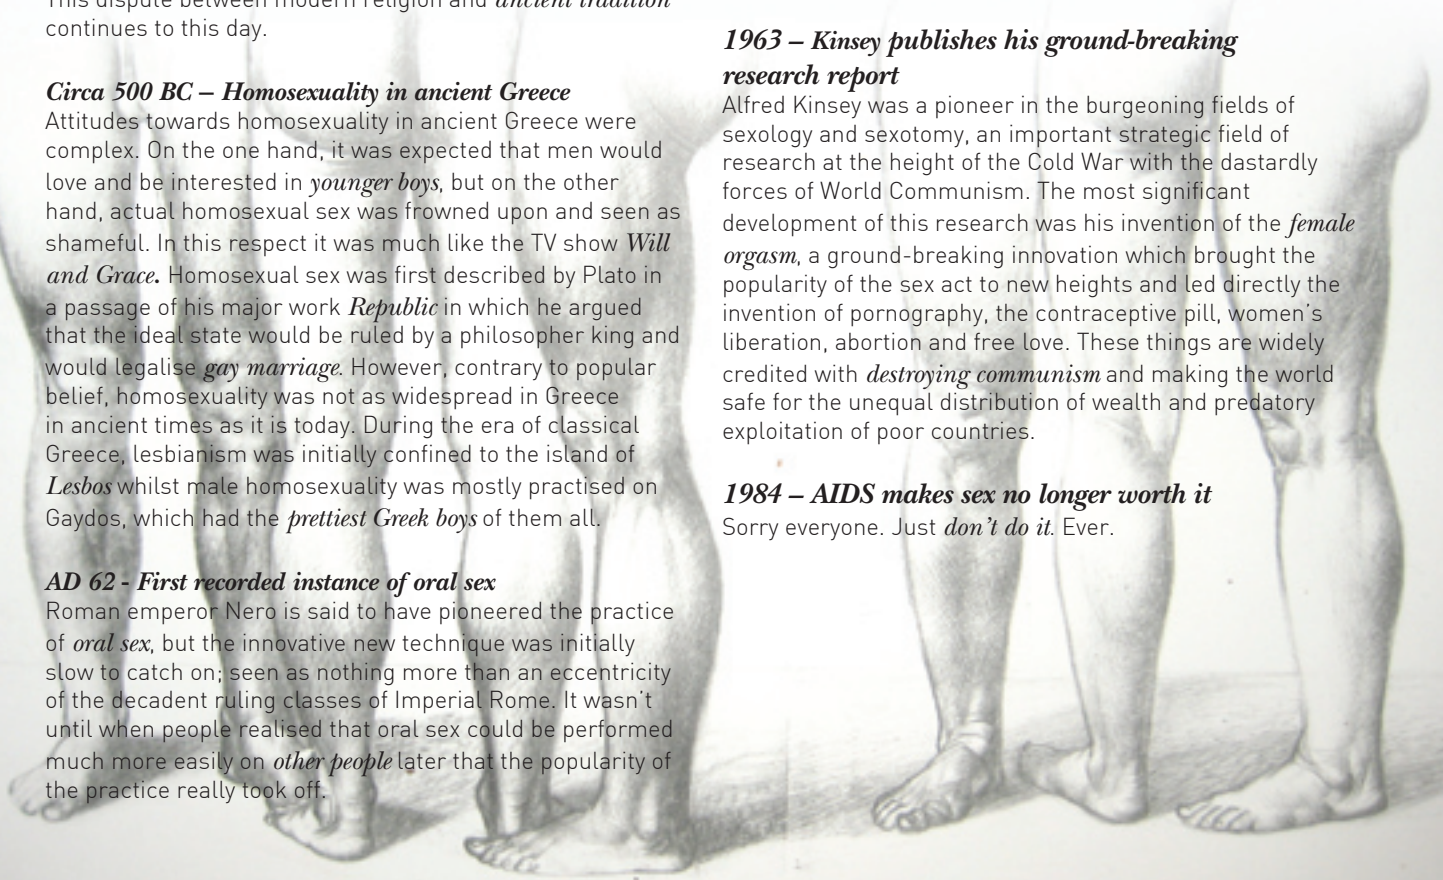 This dispute between modern religion and ancient tradition
continues to this day.
Circa 500 BC – Homosexuality in ancient Greece
Attitudes towards homosexuality in ancient Greece were
complex. On the one hand, it was expected that men would
love and be interested in younger boys, but on the other
hand, actual homosexual sex was frowned upon and seen as
shameful. In this respect it was much like the TV show Will
and Grace. Homosexual sex was first described by Plato in
a passage of his major work Republic in which he argued
that the ideal state would be ruled by a philosopher king and
would legalise gay marriage. However, contrary to popular
belief, homosexuality was not as widespread in Greece
in ancient times as it is today. During the era of classical
Greece, lesbianism was initially confined to the island of
Lesbos whilst male homosexuality was mostly practised on
Gaydos, which had the prettiest Greek boys of them all.
AD 62 - First recorded instance of oral sex
Roman emperor Nero is said to have pioneered the practice
of oral sex, but the innovative new technique was initially
slow to catch on; seen as nothing more than an eccentricity
of the decadent ruling classes of Imperial Rome. It wasn't
until when people realised that oral sex could be performed
much more easily on other people later that the popularity of
the practice really took off.
1963 – Kinsey publishes his ground-breaking
research report
Alfred Kinsey was a pioneer in the burgeoning fields of
sexology and sexotomy, an important strategic field of
research at the height of the Cold War with the dastardly
forces of World Communism. The most significant
development of this research was his invention of the female
orgasm, a ground-breaking innovation which brought the
popularity of the sex act to new heights and led directly the
invention of pornography, the contraceptive pill, women's
liberation, abortion and free love. These things are widely
credited with destroying communism and making the world
safe for the unequal distribution of wealth and predatory
exploitation of poor countries.
1984 – AIDS makes sex no longer worth it
Sorry everyone. Just don't do it. Ever.